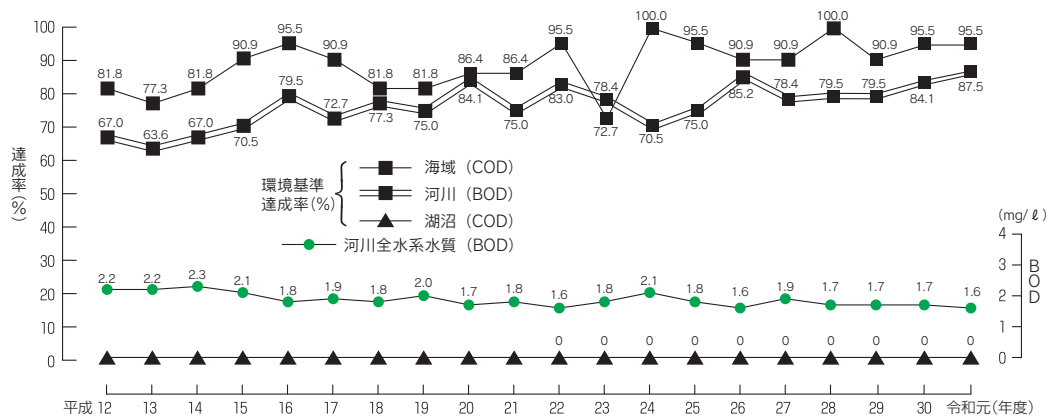 100
90
80
70
60
50
40
30
20
10
0
達成率(%)
81.8 77.3 81.8 90.9 95.5 90.9 81.8 81.8 86.4 86.4 95.5 72.7 100.0 95.5 90.9 90.9 100.0 90.9 95.5 95.5
67.0 63.6 67.0 70.5 79.5 72.7 77.3 75.0 84.1 75.0 83.0 78.4 70.5 75.0 85.2 78.4 79.5 79.5 84.1 87.5
環境基準
達成率(%)
海域(COD)
河川(BOD)
湖沼(COD)
河川全水系水質(BOD)
2.2 2.2 2.3 2.1 1.8 1.9 1.8 2.0 1.7 1.8 1.6 1.8 2.1 1.8 1.6 1.9 1.7 1.7 1.7 1.6
0 0 0 0 0 0 0 0 0 0
(mg/ℓ)
4
3
2
1
0
BOD
平成12 13 14 15 16 17 18 19 20 21 22 23 24 25 26 27 28 29 30 令和元(年度)